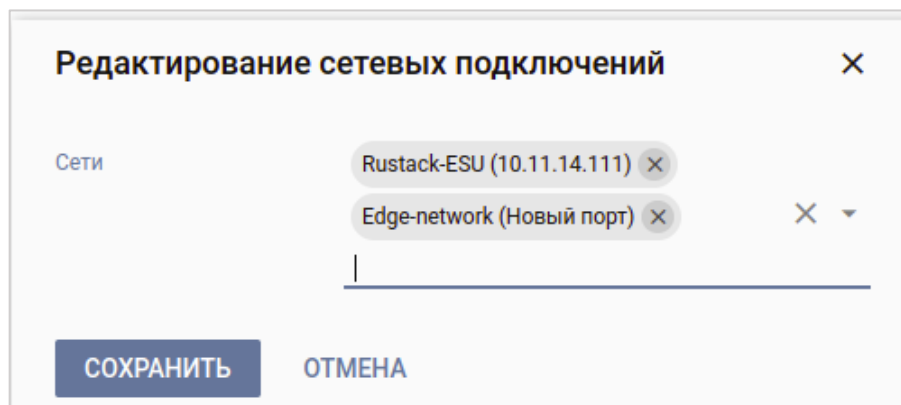 Редактирование сетевых подключений
Сети
Rustack-ESU (10.11.14.111)
Edge-network (Новый порт)
СОХРАНИТЬ ОТМЕНА